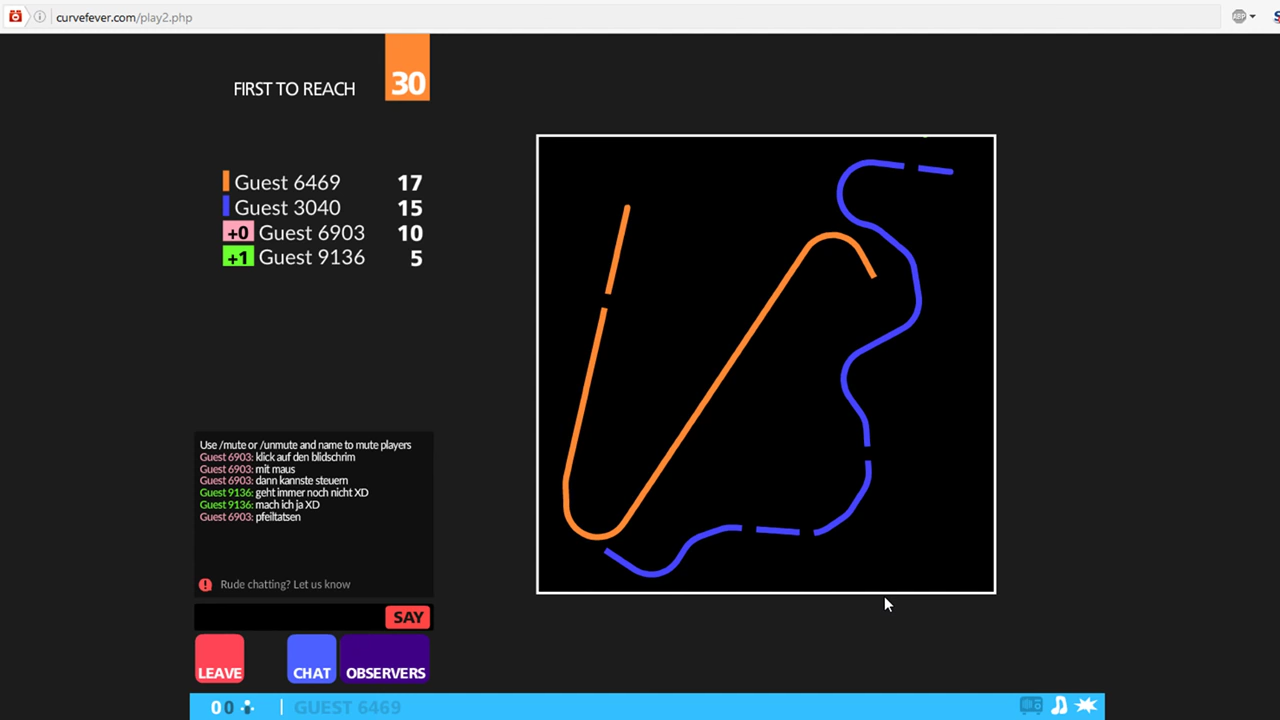 curvefever.com/play2.php
ABP
FIRST TO REACH
30
Guest 6469 17
Guest 3040 15
+0 Guest 6903 10
+1 Guest 9136 5
Use /mute or /unmute and name to mute players
Guest 6903: klick auf den blidschrim
Guest 6903: mit maus
Guest 6903: dann kannste steuern
Guest 9136: geht immer noch nicht XD
Guest 9136: mach ich ja XD
Guest 6903: pfeiltatsen
Rude chatting? Let us know
SAY
LEAVE
CHAT
OBSERVERS
00
GUEST 6469